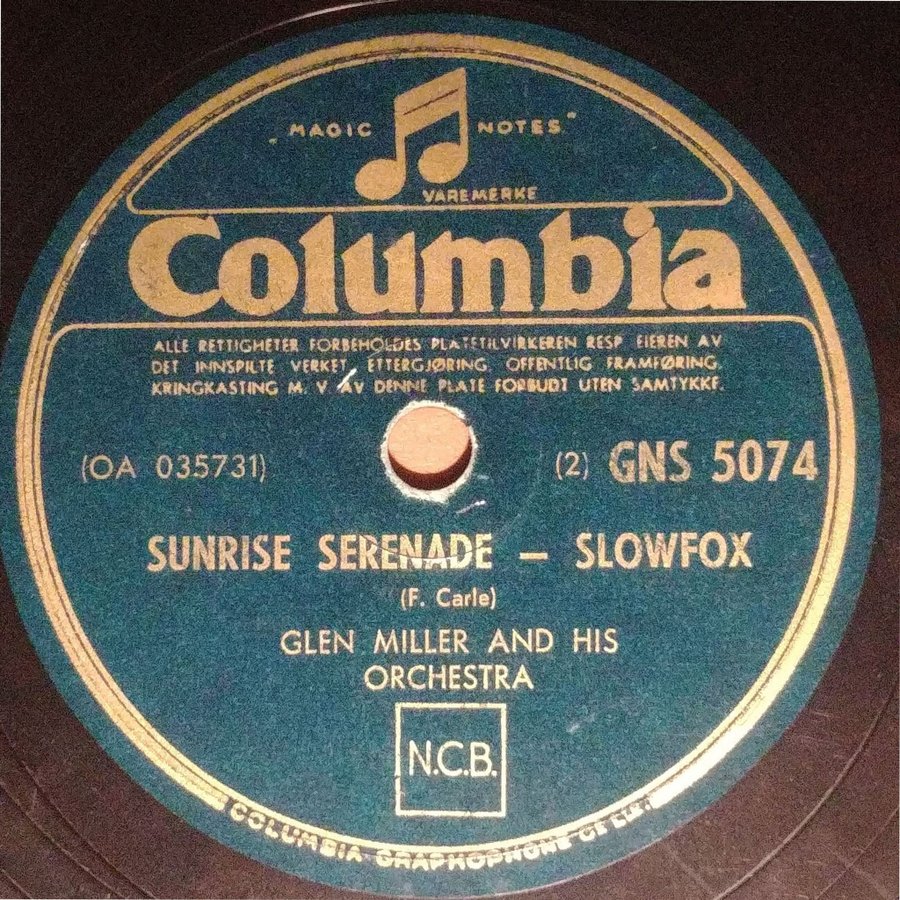 „MAGIC NOTES"
VAREMERKE
Columbia
ALLE RETTIGHETER FORBEHOLDES PLATETILVIRKEREN RESP EIEREN AV
DET INNSPILTE VERKET ETTERGJØRING, OFFENTLIG FRAMFØRING,
KRINGKASTING M. V. AV DENNE PLATE FORBUDT UTEN SAMTYKKE.
(OA 035731) (2) GNS 5074
SUNRISE SERENADE – SLOWFOX
(F. Carle)
GLEN MILLER AND HIS
ORCHESTRA
N.C.B.
COLUMBIA GRAPHOPHONE